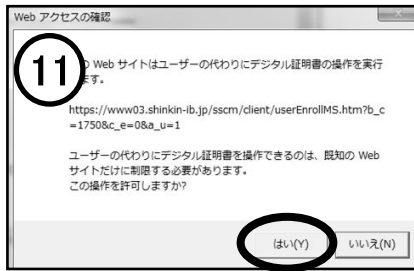 Web アクセスの確認
11
Web サイトはユーザーの代わりにデジタル証明書の操作を実行
ます。
https://www03.shinkin-ib.jp/sscm/client/userEnrollMS.htm?b_c
=1750&c_e=0&a_u=1
ユーザーの代わりにデジタル証明書を操作できるのは、既知の Web
サイトだけに制限する必要があります。
この操作を許可しますか?
はい(Y)
いいえ(N)